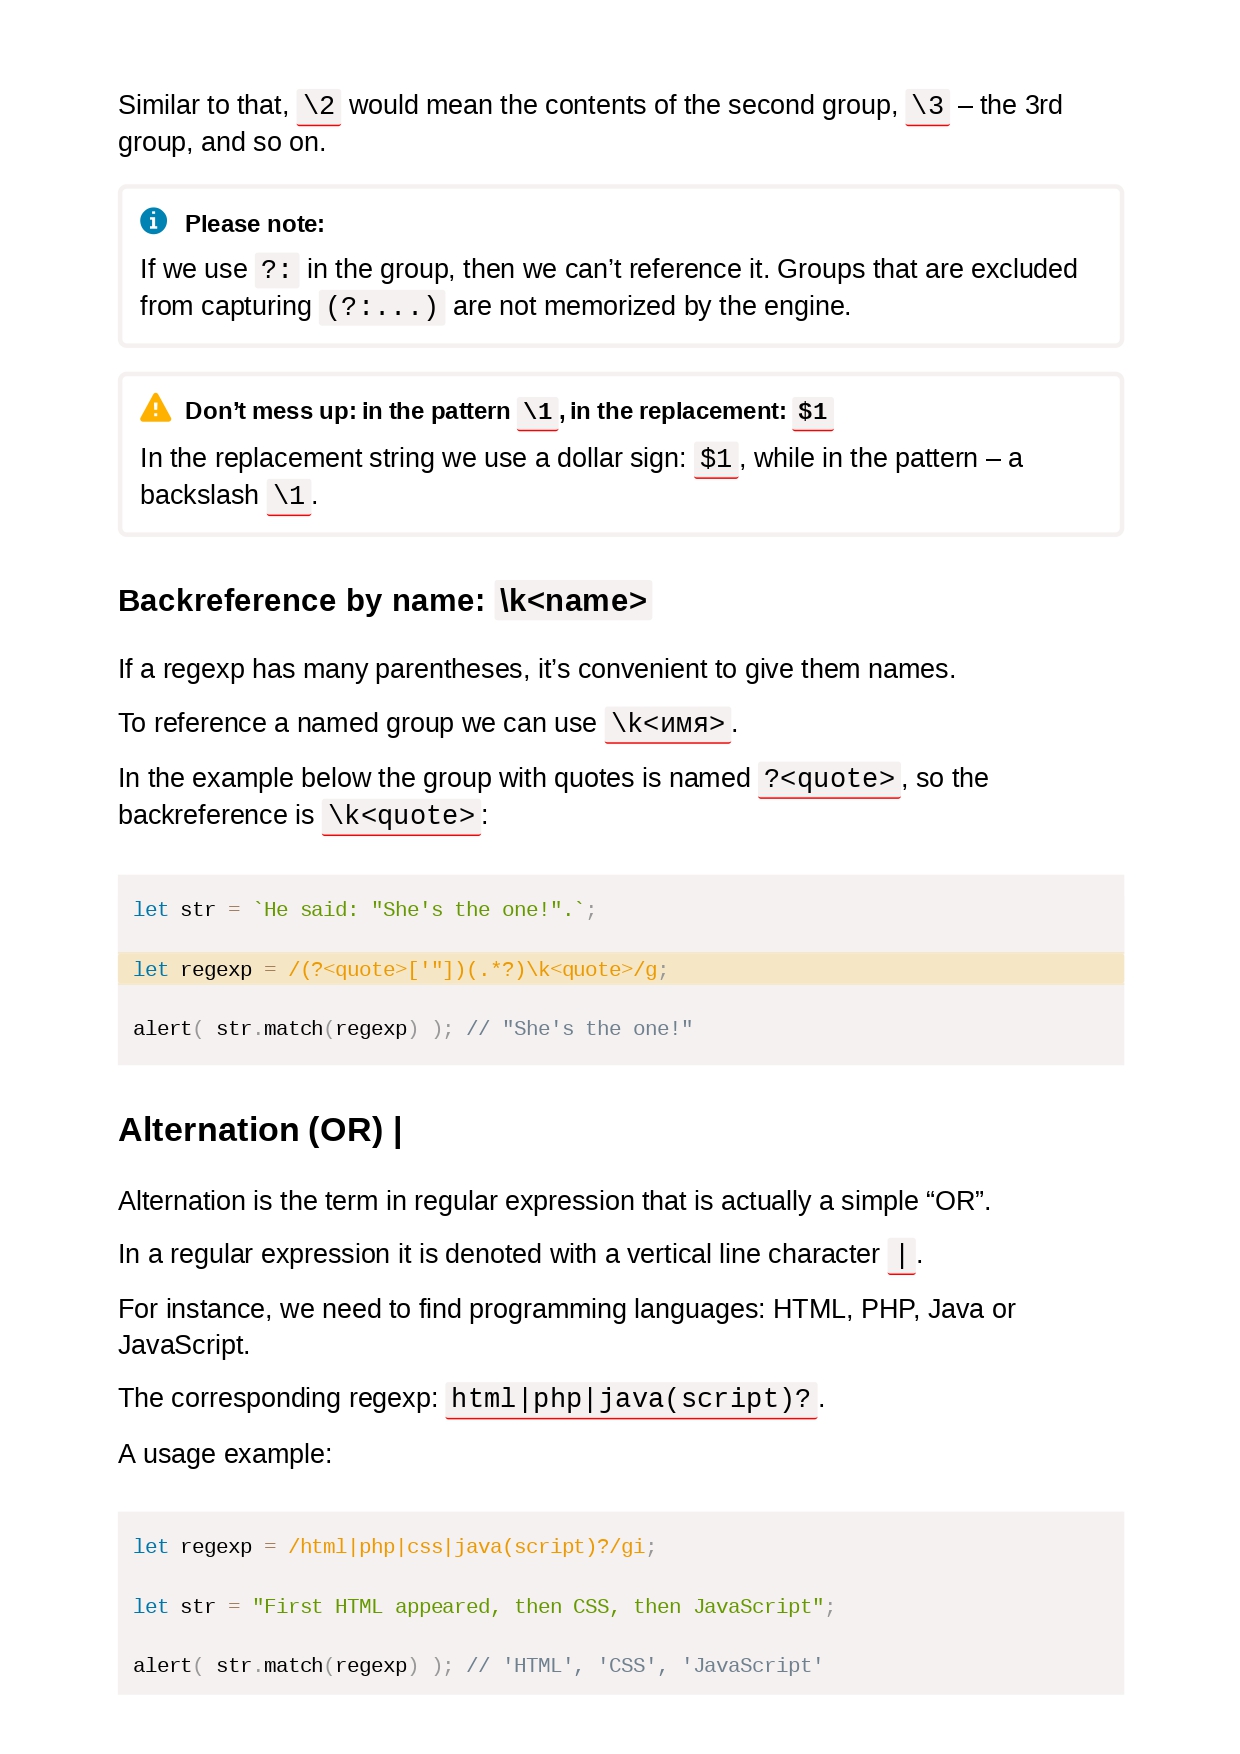 Similar to that, \2 would mean the contents of the second group, \3 – the 3rd
group, and so on.
Please note:
If we use ?: in the group, then we can’t reference it. Groups that are excluded
from capturing (?:...) are not memorized by the engine.
Don’t mess up: in the pattern \1, in the replacement: $1
In the replacement string we use a dollar sign: $1, while in the pattern – a
backslash \1.
Backreference by name: \k<name>
If a regexp has many parentheses, it’s convenient to give them names.
To reference a named group we can use \k<имя>.
In the example below the group with quotes is named ?<quote>, so the
backreference is \k<quote>:
let str = `He said: "She's the one!".`;
let regexp = /(?<quote>['"])(.*?)\k<quote>/g;
alert( str.match(regexp) ); // "She's the one!"
Alternation (OR) |
Alternation is the term in regular expression that is actually a simple “OR”.
In a regular expression it is denoted with a vertical line character |.
For instance, we need to find programming languages: HTML, PHP, Java or
JavaScript.
The corresponding regexp: html|php|java(script)?.
A usage example:
let regexp = /html|php|css|java(script)?/gi;
let str = "First HTML appeared, then CSS, then JavaScript";
alert( str.match(regexp) ); // 'HTML', 'CSS', 'JavaScript'